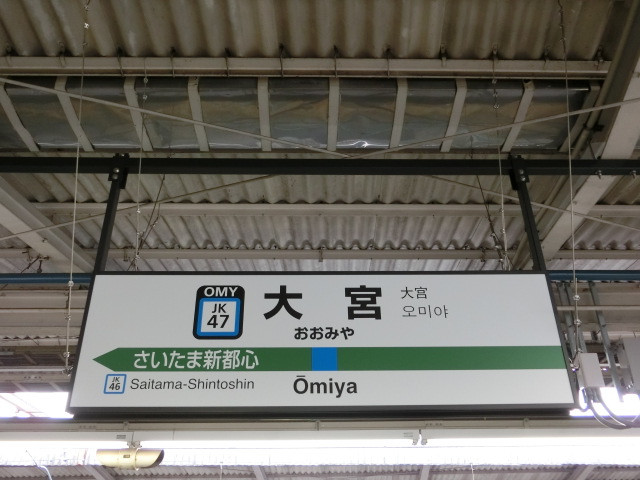 OMY
JK
47
大宮
おおみや
大宮
오미야
さいたま新都心
JK
46
Saitama-Shintoshin
Ōmiya